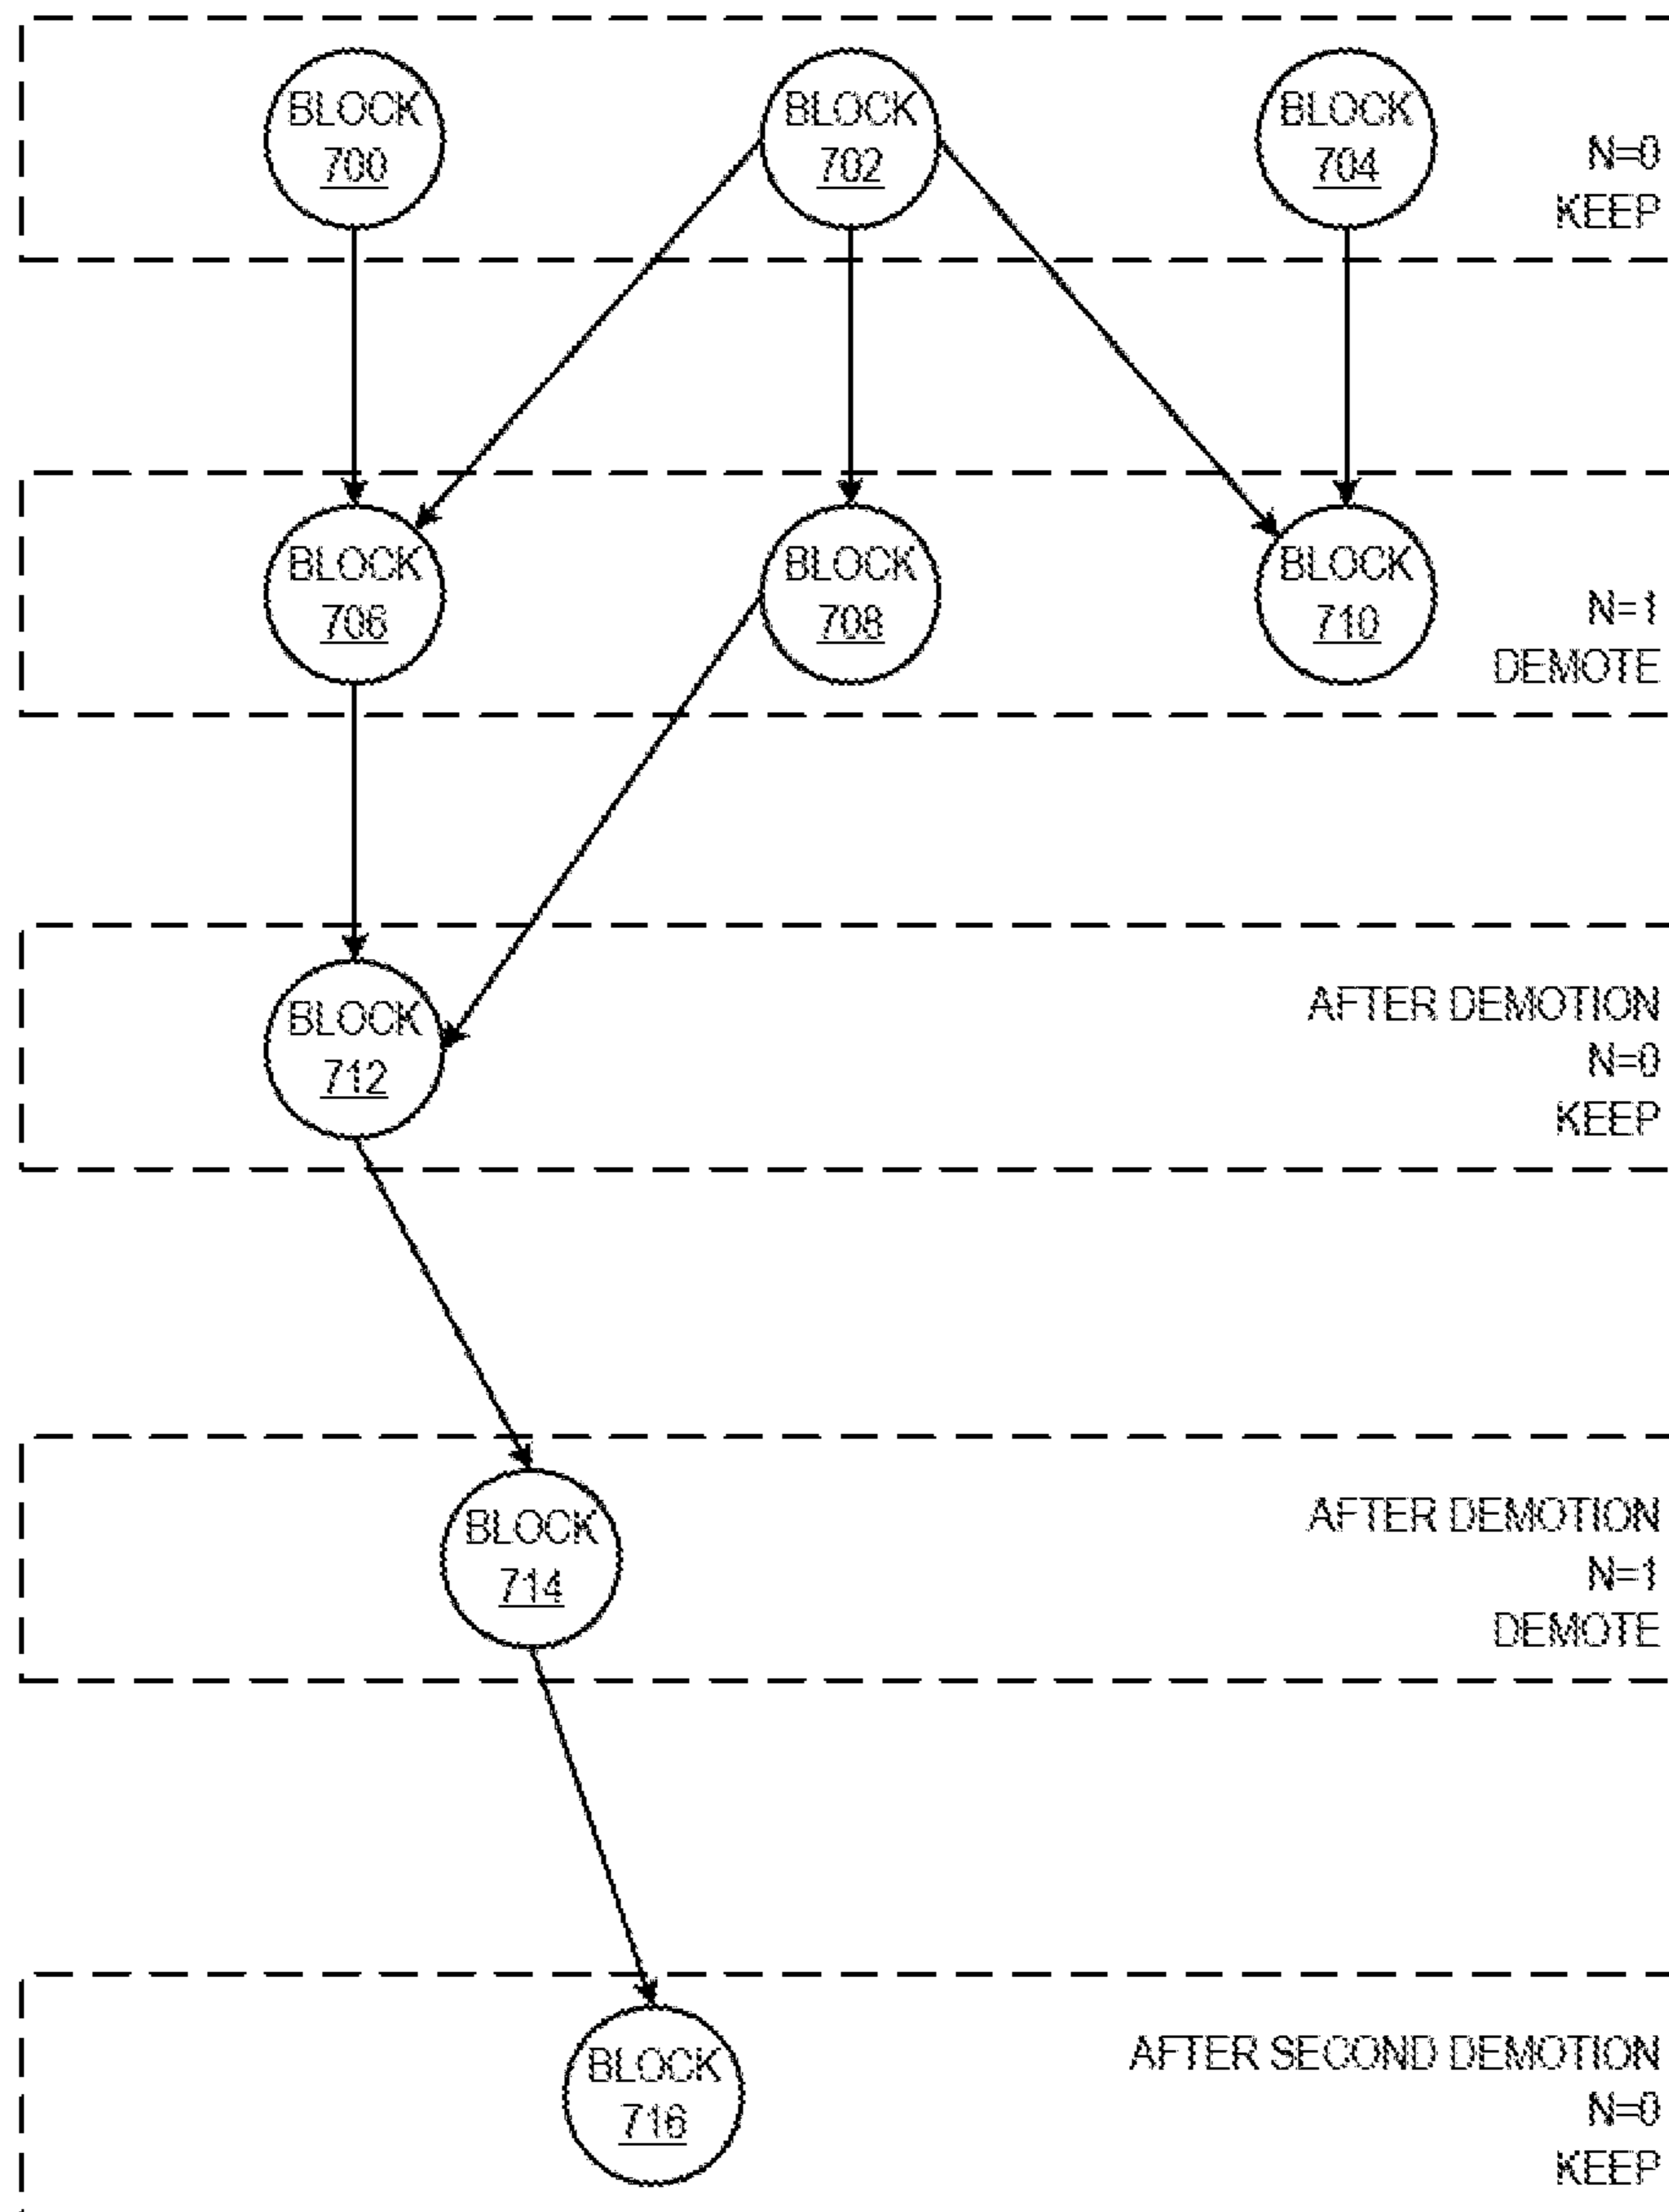 BLOCK
700
BLOCK
702
BLOCK
704
N=0
KEEP
BLOCK
706
BLOCK
708
BLOCK
710
N=1
DEMOTE
BLOCK
712
AFTER DEMOTION
N=0
KEEP
BLOCK
714
AFTER DEMOTION
N=1
DEMOTE
BLOCK
716
AFTER SECOND DEMOTION
N=0
KEEP